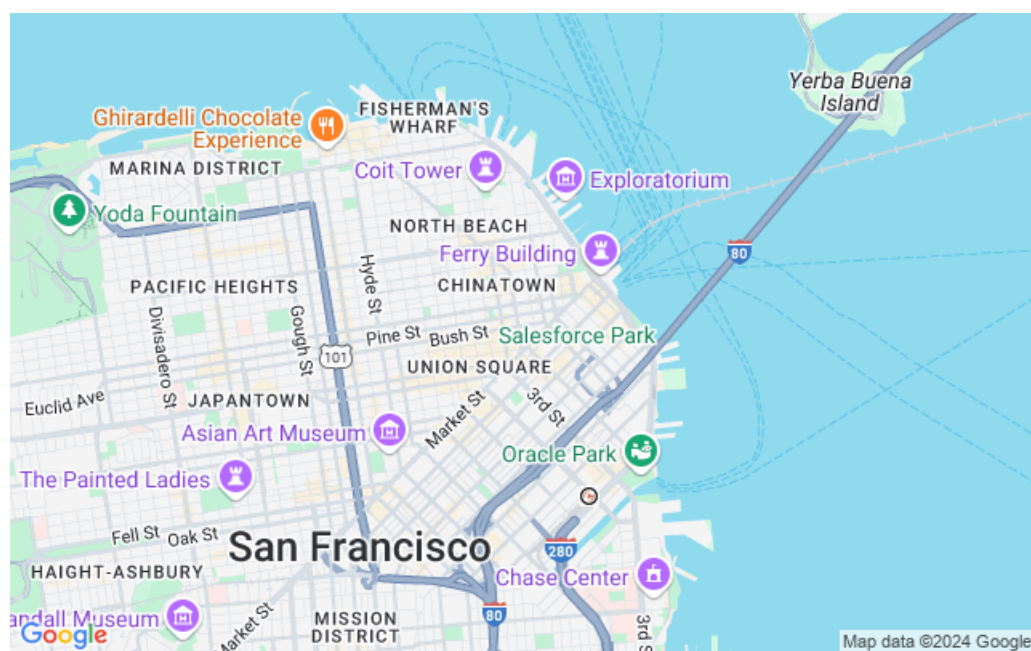 Yerba Buena
Island
FISHERMAN'S
WHARF
Ghirardelli Chocolate
Experience
MARINA DISTRICT
Coit Tower
Exploratorium
Yoda Fountain
NORTH BEACH
Ferry Building
80
CHINATOWN
PACIFIC HEIGHTS
Hyde St
Divisadero St
Gough St
Pine St
Bush St
Salesforce Park
101
UNION SQUARE
Euclid Ave
JAPANTOWN
3rd St
Market St
Asian Art Museum
Oracle Park
The Painted Ladies
Fell St
Oak St
San Francisco
280
HAIGHT-ASHBURY
Chase Center
80
andall Museum
MISSION
DISTRICT
Market St
3rd St
Google
Map data ©2024 Google